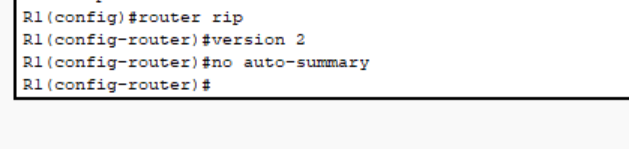 R1(config)#router rip
R1(config-router)#version 2
R1(config-router)#no auto-summary
R1(config-router)#